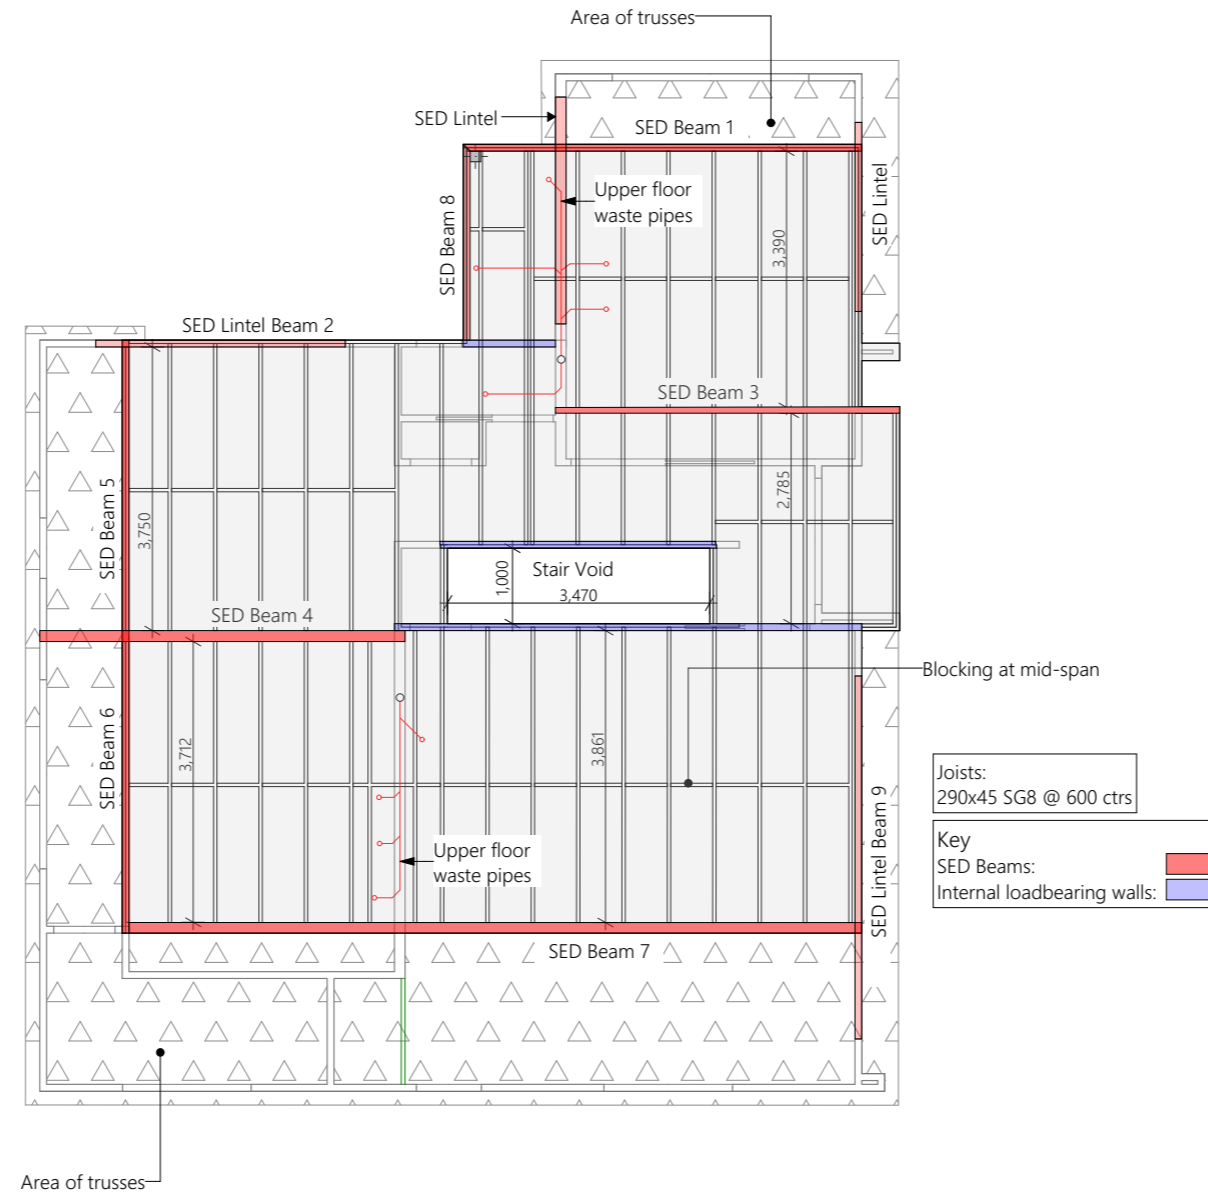 Area of trusses
SED Lintel
SED Beam 1
SED Beam 8
Upper floor
waste pipes
SED Lintel
3,390
SED Lintel Beam 2
SED Beam 3
SED Beam 5
3,750
2,785
Stair Void
1,000
3,470
SED Beam 4
SED Beam 6
3,712
3,861
Blocking at mid-span
Joists:
290x45 SG8 @ 600 ctrs
Key
SED Beams:
Internal loadbearing walls:
Upper floor
waste pipes
SED Lintel Beam 9
SED Beam 7
Area of trusses